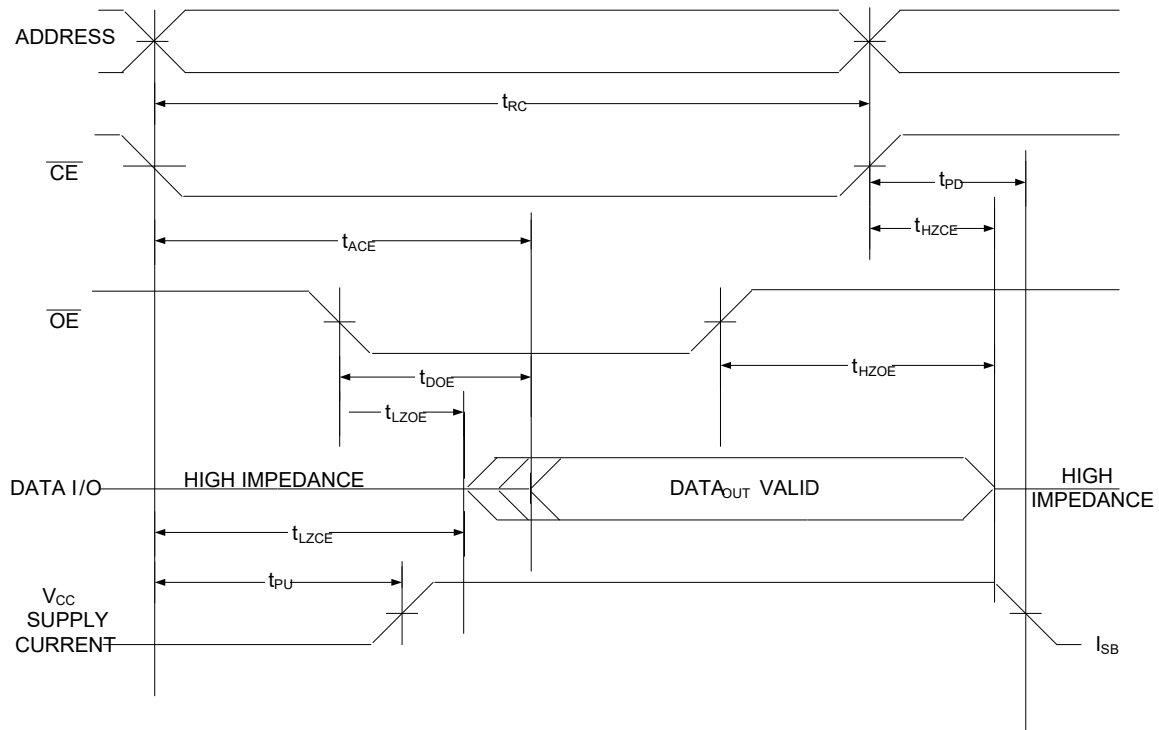 ADDRESS
tRC
CE
tPD
tHZCE
tACE
OE
tHZOE
tDOE
tLZOE
DATA I/O
HIGH IMPEDANCE
DATAOUT VALID
HIGH
IMPEDANCE
tLZCE
tPU
VCC
SUPPLY
CURRENT
ISB